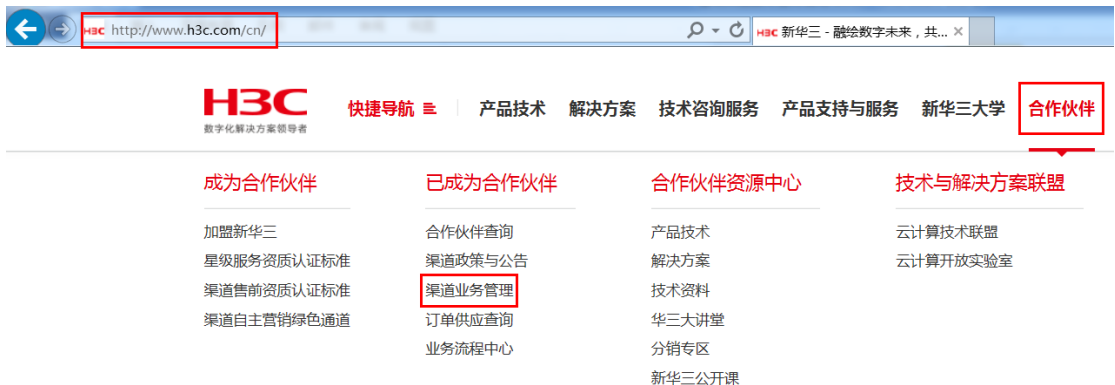 H3C http://www.h3c.com/cn/
H3C 新华三 - 融绘数字未来，共...
H3C
数字化解决方案领导者
快捷导航
产品技术
解决方案
技术咨询服务
产品支持与服务
新华三大学
合作伙伴
成为合作伙伴
加盟新华三
星级服务资质认证标准
渠道售前资质认证标准
渠道自主营销绿色通道
已成为合作伙伴
合作伙伴查询
渠道政策与公告
渠道业务管理
订单供应查询
业务流程中心
合作伙伴资源中心
产品技术
解决方案
技术资料
华三大讲堂
分销专区
新华三公开课
技术与解决方案联盟
云计算技术联盟
云计算开放实验室